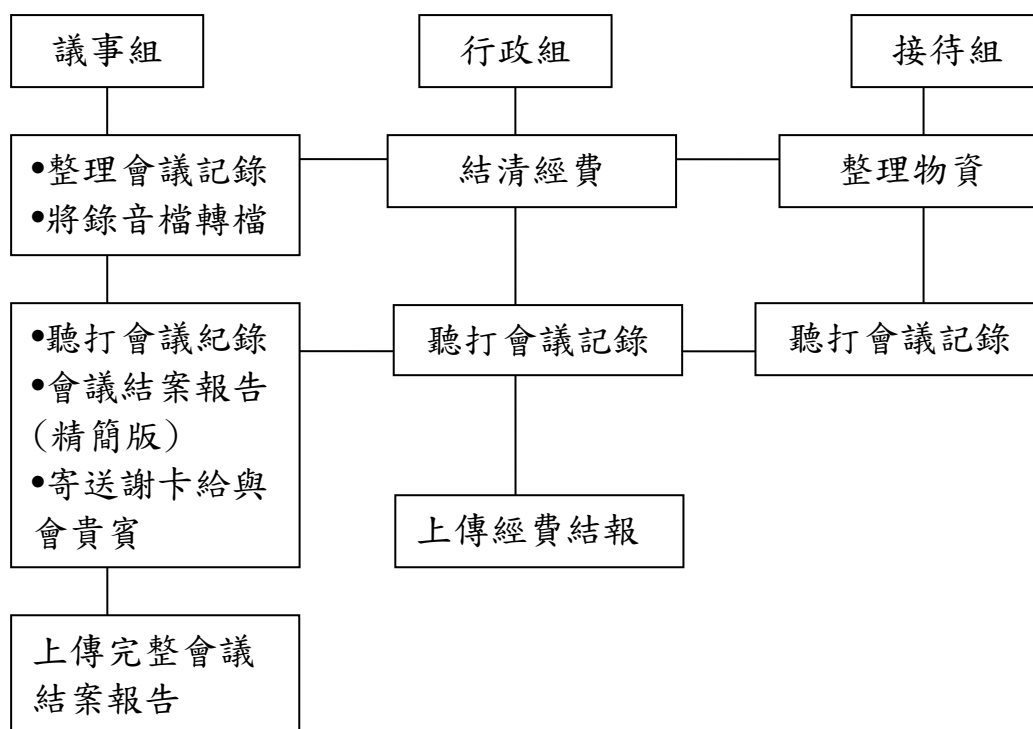 議事組
行政組
接待組
•整理會議記錄
•將錄音檔轉檔
結清經費
整理物資
•聽打會議紀錄
•會議結案報告
(精簡版)
•寄送謝卡給與
會貴賓
聽打會議記錄
聽打會議記錄
上傳經費結報
上傳完整會議
結案報告